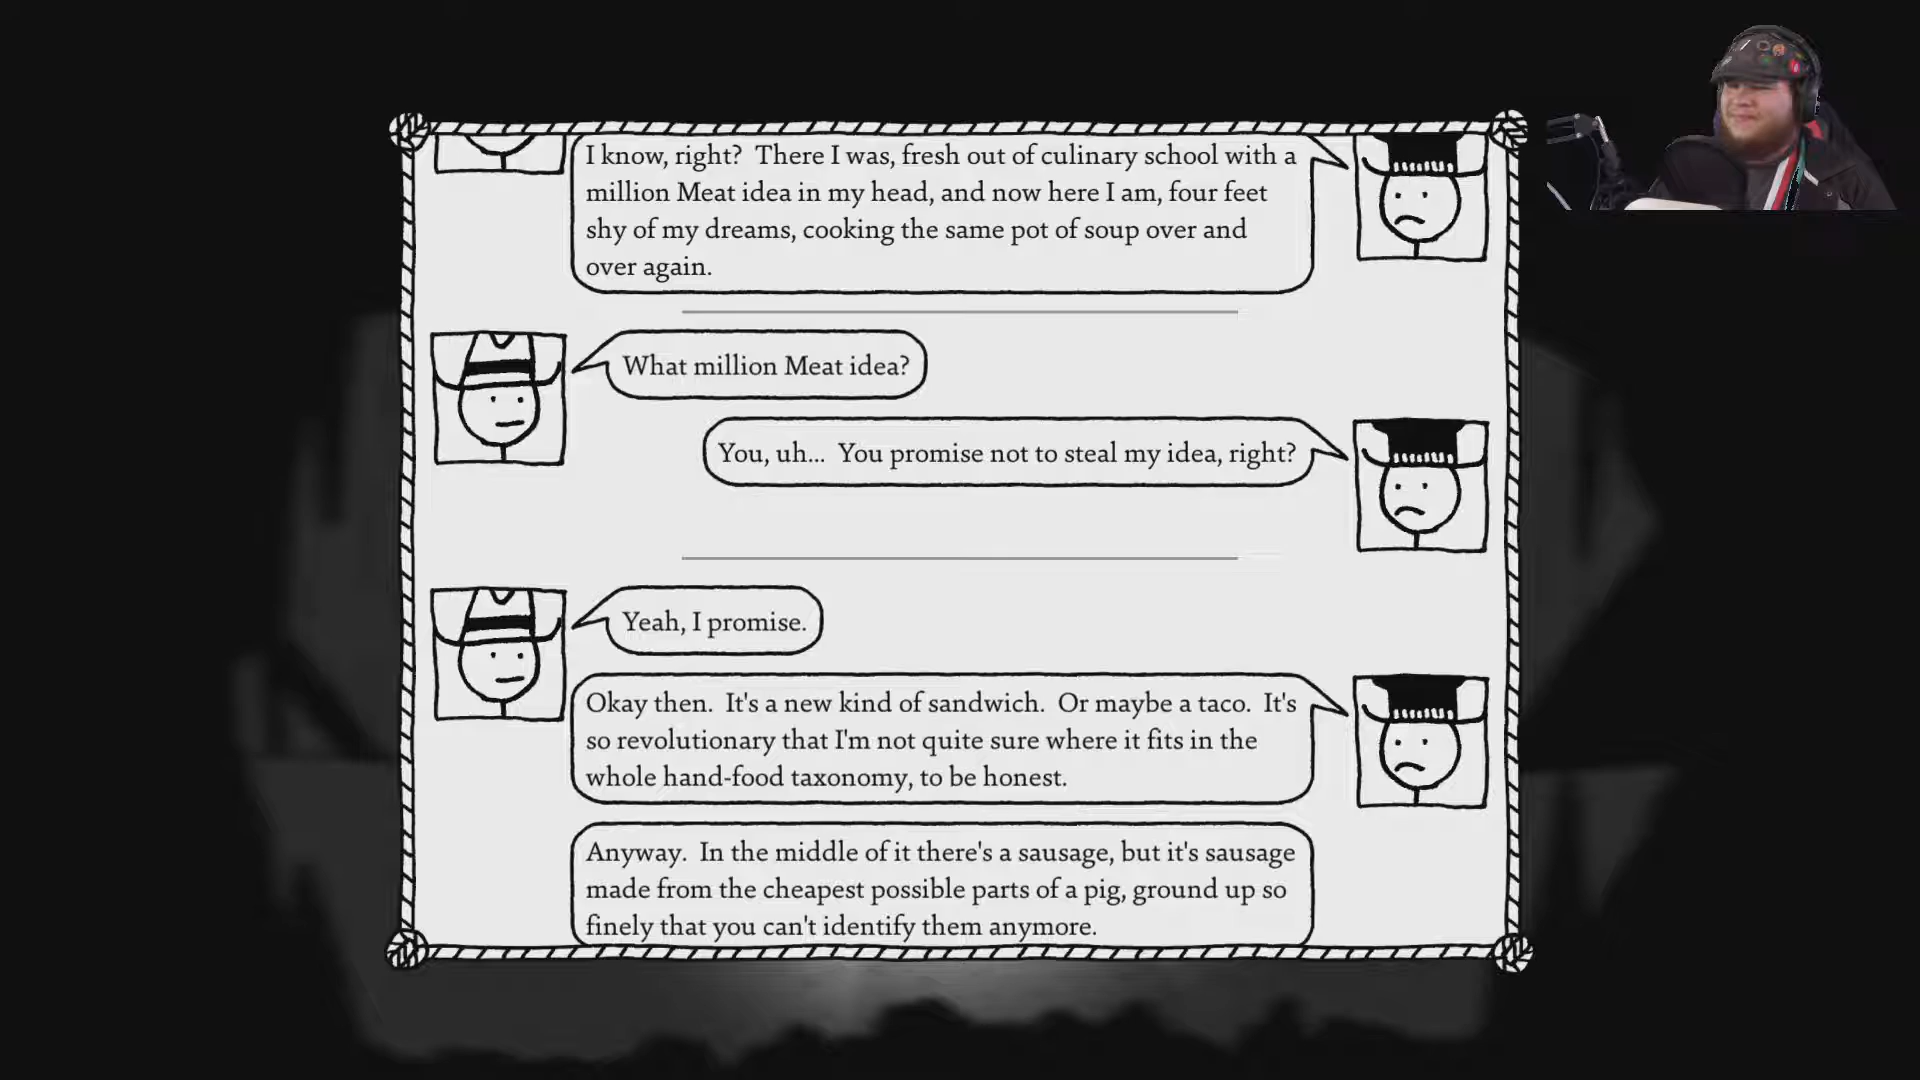 I know, right?  There I was, fresh out of culinary school with a
million Meat idea in my head, and now here I am, four feet
shy of my dreams, cooking the same pot of soup over and
over again.
What million Meat idea?
You, uh...  You promise not to steal my idea, right?
Yeah, I promise.
Okay then.  It's a new kind of sandwich.  Or maybe a taco.  It's
so revolutionary that I'm not quite sure where it fits in the
whole hand-food taxonomy, to be honest.
Anyway.  In the middle of it there's a sausage, but it's sausage
made from the cheapest possible parts of a pig, ground up so
finely that you can't identify them anymore.